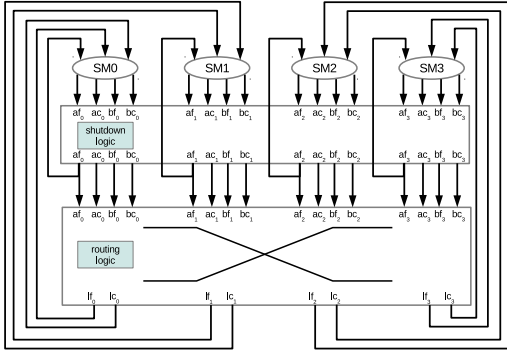 SM0 SM1 SM2 SM3
af0 ac0 bf0 bc0 af1 ac1 bf1 bc1 af2 ac2 bf2 bc2 af3 ac3 bf3 bc3
shutdown
logic
af0 ac0 bf0 bc0 af1 ac1 bf1 bc1 af2 ac2 bf2 bc2 af3 ac3 bf3 bc3
af0 ac0 bf0 bc0 af1 ac1 bf1 bc1 af2 ac2 bf2 bc2 af3 ac3 bf3 bc3
routing
logic
lf0 lc0 lf1 lc1 lf2 lc2 lf3 lc3